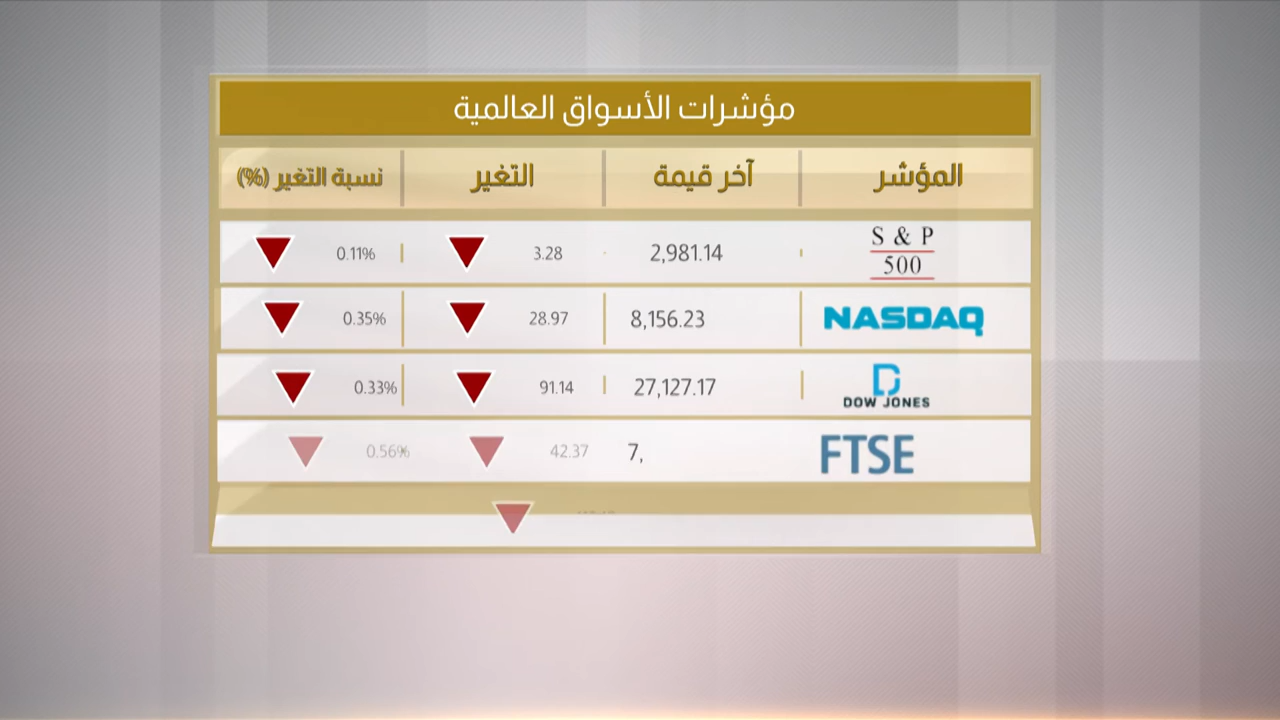 مؤشرات الأسواق العالمية
المؤشر آخر قيمة التغير نسبة التغير (%)
S & P 500 2,981.14 3.28 0.11%
NASDAQ 8,156.23 28.97 0.35%
DOW JONES 27,127.17 91.14 0.33%
FTSE 7, 42.37 0.56%